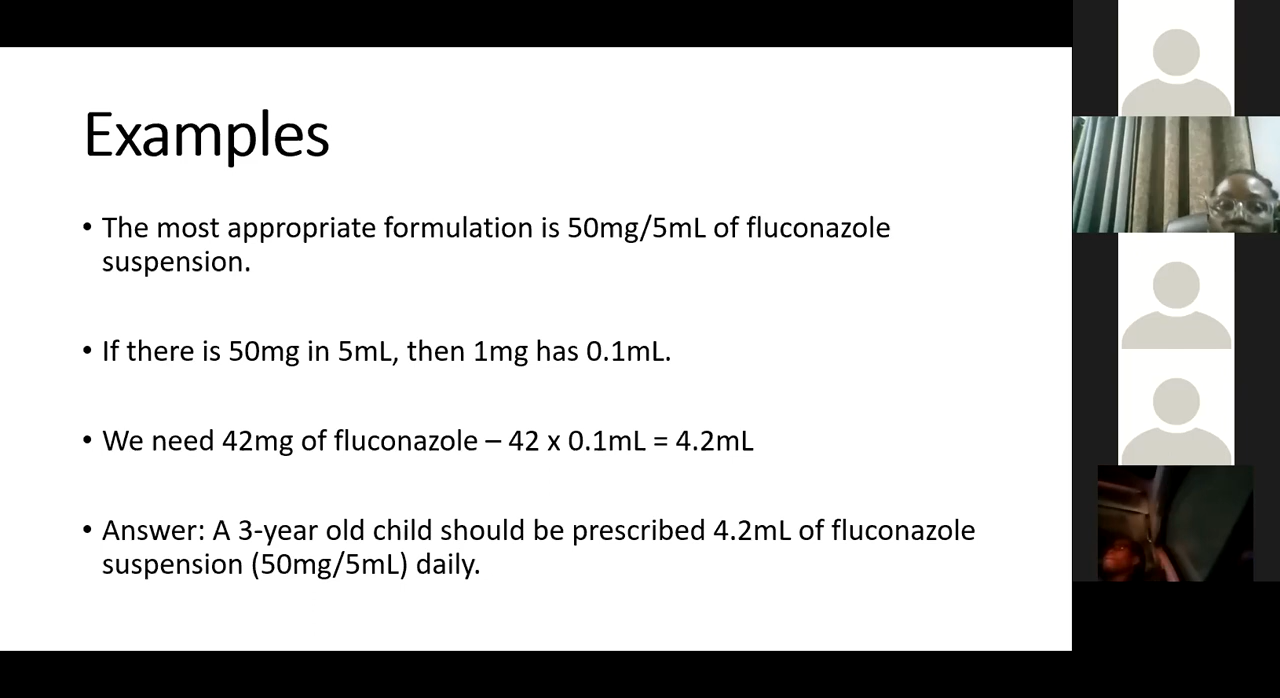 Examples
• The most appropriate formulation is 50mg/5mL of fluconazole
suspension.
• If there is 50mg in 5mL, then 1mg has 0.1mL.
• We need 42mg of fluconazole – 42 x 0.1mL = 4.2mL
• Answer: A 3-year old child should be prescribed 4.2mL of fluconazole
suspension (50mg/5mL) daily.